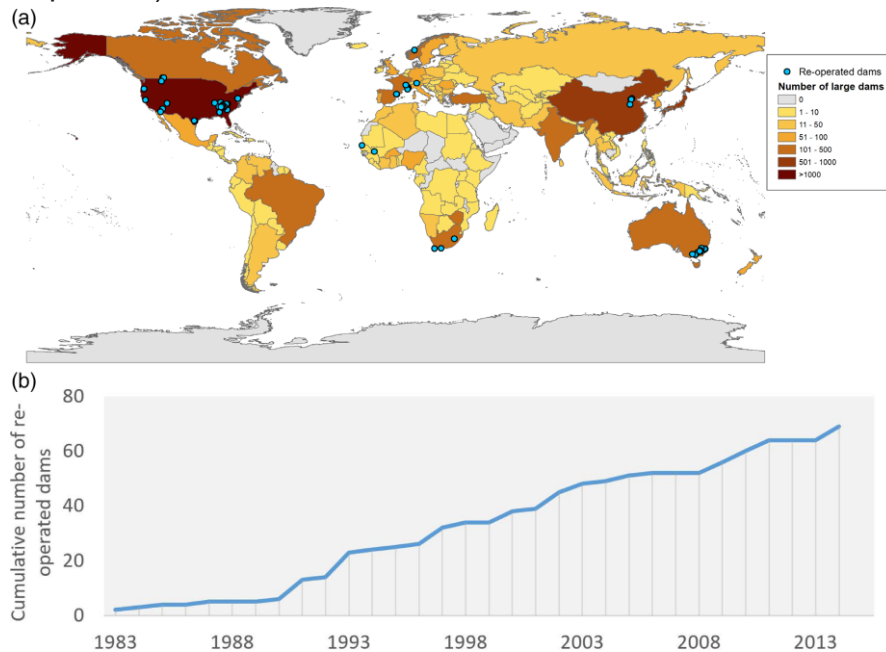 (a)
Re-operated dams
Number of large dams
0
1 - 10
11 - 50
51 - 100
101 - 500
501 - 1000
>1000
(b)
Cumulative number of re-
operated dams
80
60
40
20
0
1983 1988 1993 1998 2003 2008 2013